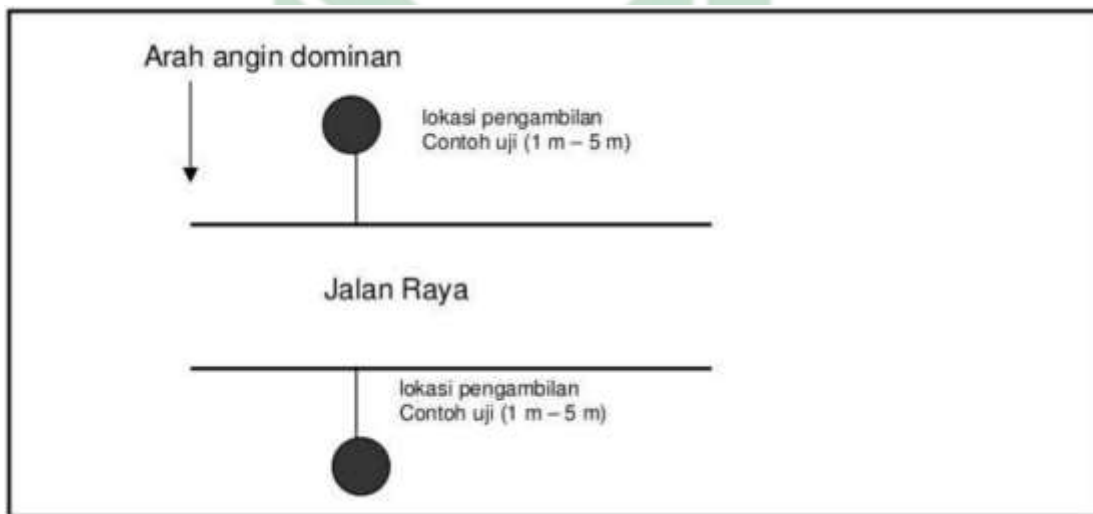 Arah angin dominan
lokasi pengambilan
Contoh uji (1 m – 5 m)
Jalan Raya
lokasi pengambilan
Contoh uji (1 m – 5 m)